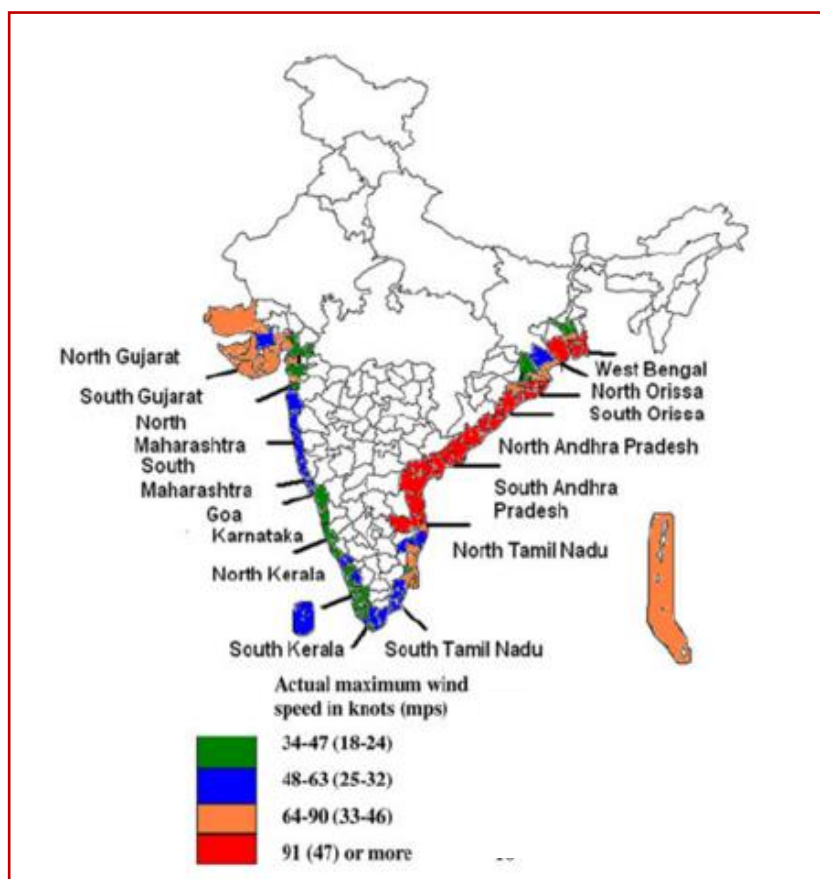 North Gujarat
South Gujarat
North
Maharashtra
South
Maharashtra
Goa
Karnataka
North Kerala
South Kerala
South Tamil Nadu
West Bengal
North Orissa
South Orissa
North Andhra Pradesh
South Andhra
Pradesh
North Tamil Nadu
Actual maximum wind
speed in knots (mps)
34-47 (18-24)
48-63 (25-32)
64-90 (33-46)
91 (47) or more